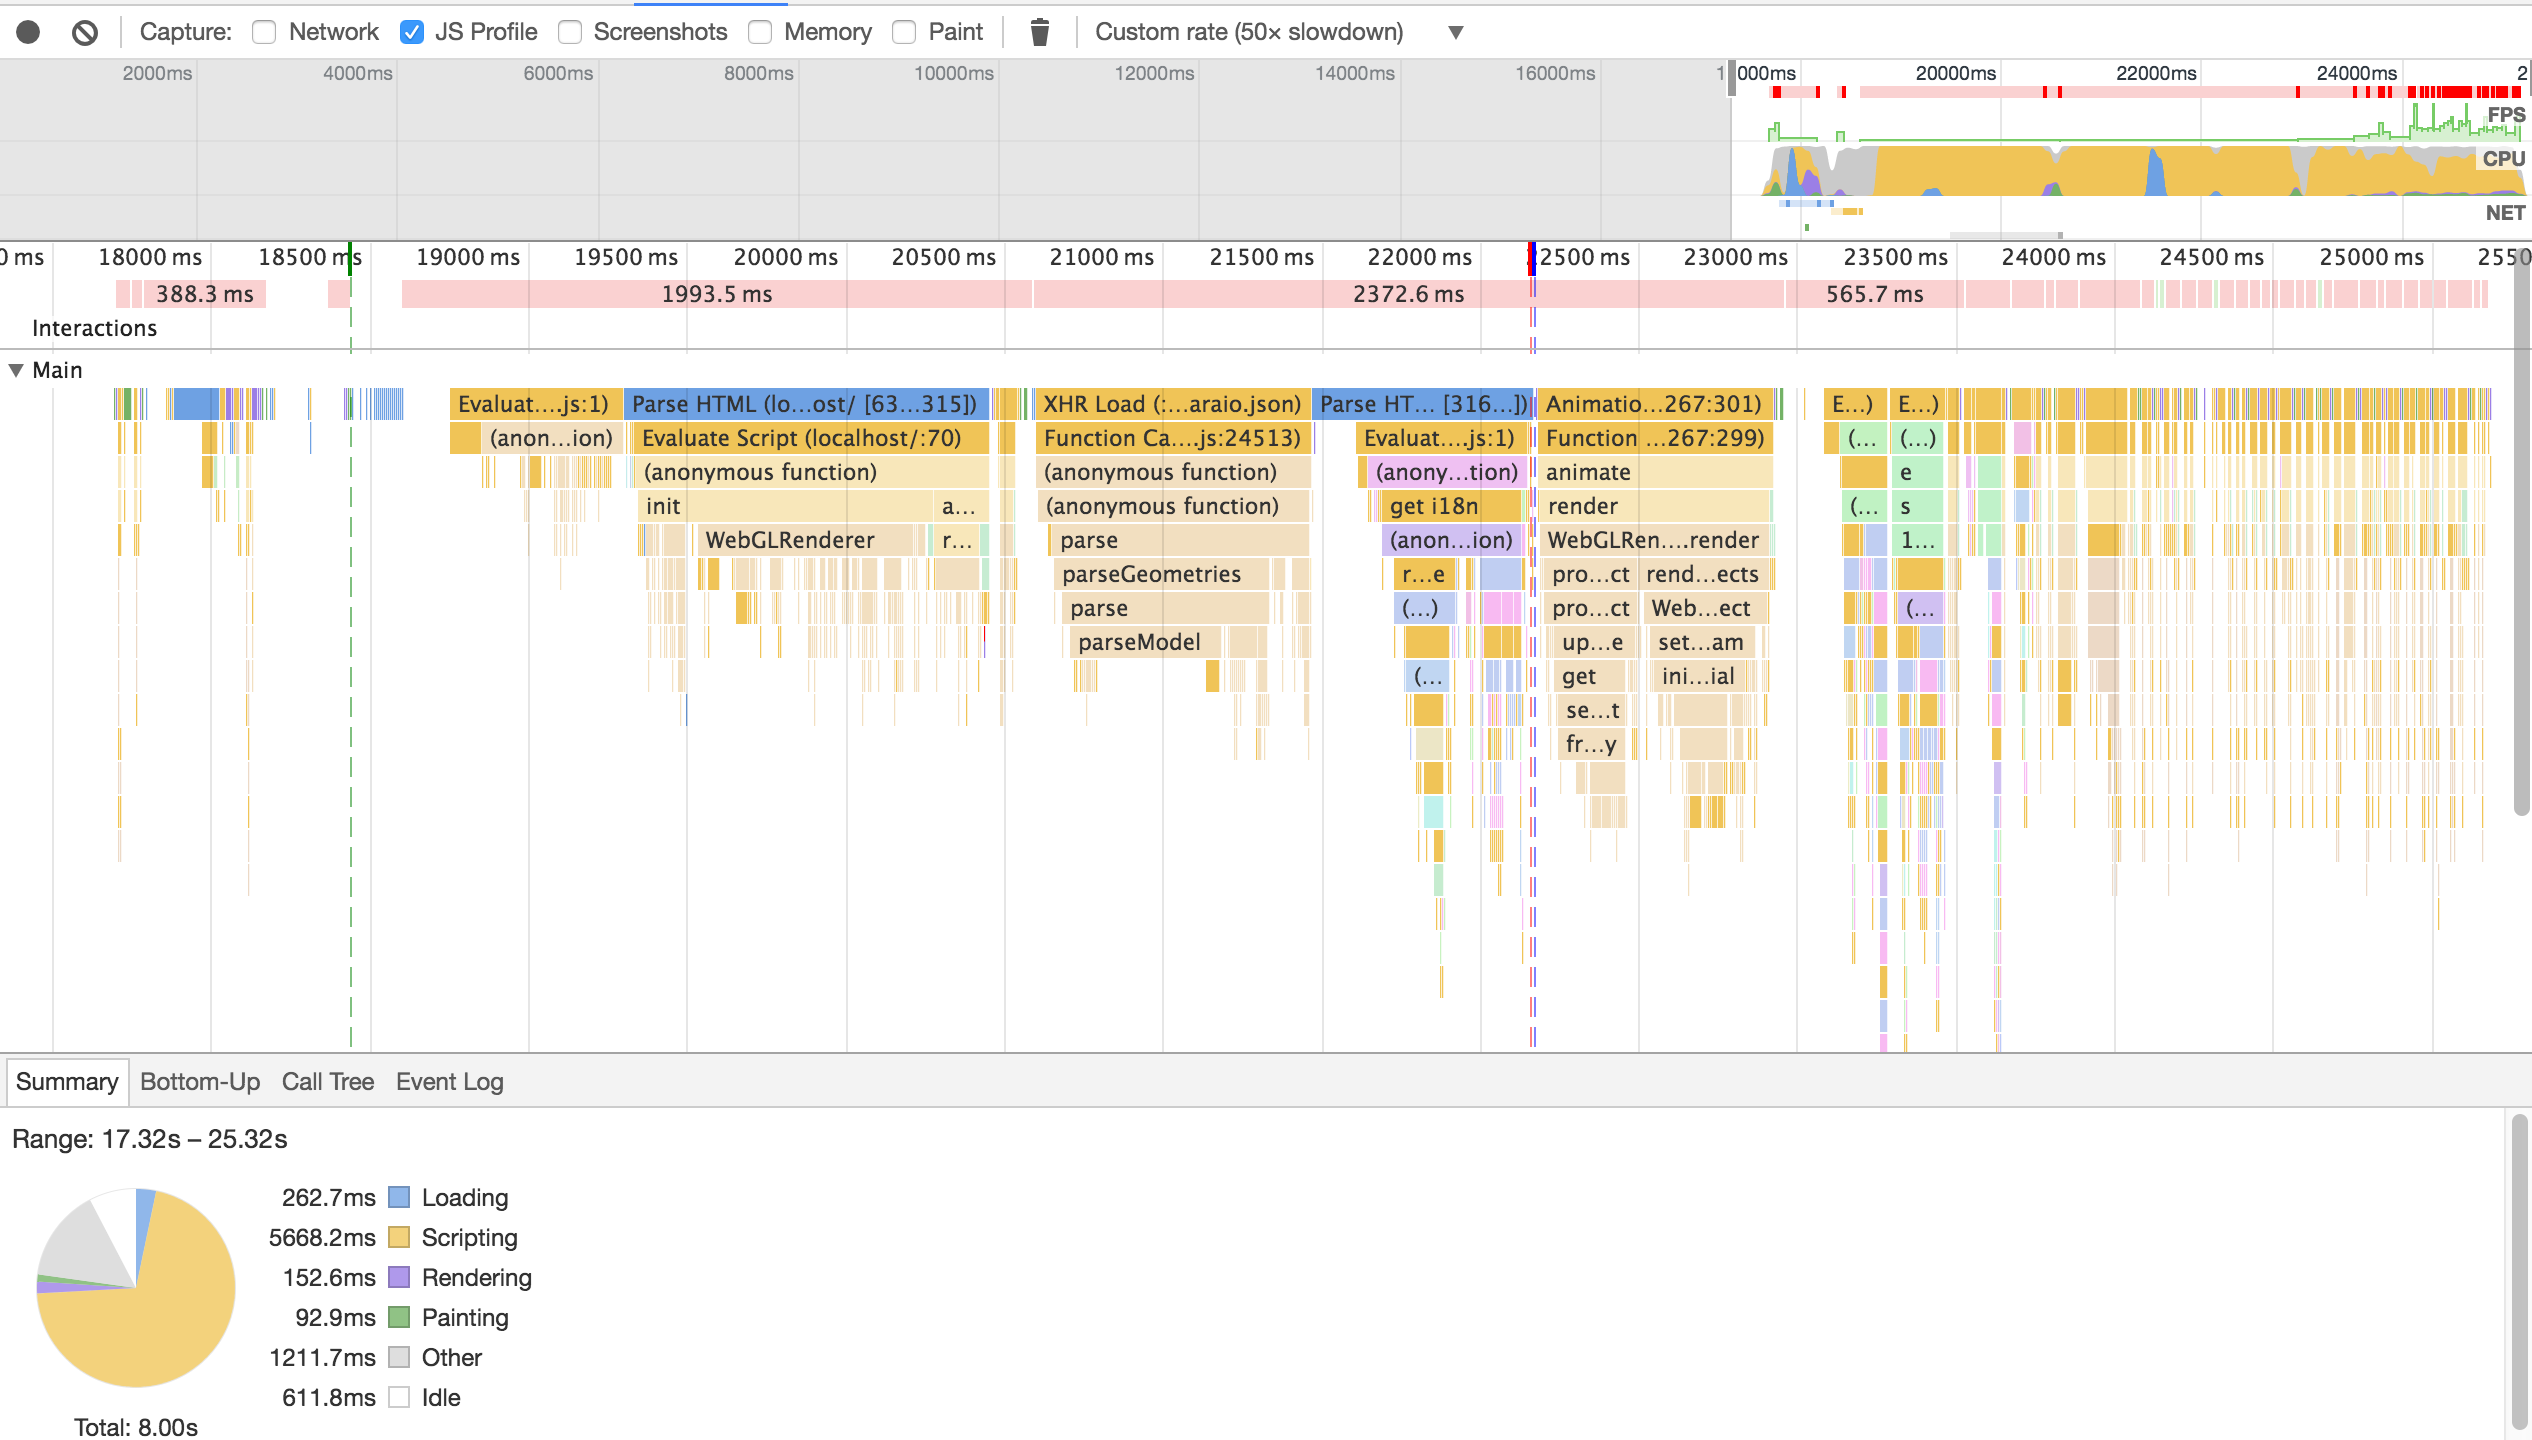 Capture: Network JS Profile Screenshots Memory Paint Custom rate (50× slowdown) ▼
2000ms 4000ms 6000ms 8000ms 10000ms 12000ms 14000ms 16000ms 1 000ms 20000ms 22000ms 24000ms 2
FPS
CPU
NET
0 ms 18000 ms 18500 ms 19000 ms 19500 ms 20000 ms 20500 ms 21000 ms 21500 ms 22000 ms 22500 ms 23000 ms 23500 ms 24000 ms 24500 ms 25000 ms 2550
388.3 ms 1993.5 ms 2372.6 ms 565.7 ms
Interactions
▼ Main
Evaluat….js:1) Parse HTML (lo…ost/ [63…315]) XHR Load (:…araio.json) Parse HT… [316…]) Animatio…267:301) E…) E…)
(anon…ion) Evaluate Script (localhost/:70) Function Ca….js:24513) Evaluat….js:1) Function …267:299) (… (…)
(anonymous function) (anonymous function) (anony…tion) animate e
init a… (anonymous function) get i18n render (… s
WebGLRenderer r… parse (anon…ion) WebGLRen….render 1…
parseGeometries r…e pro…ct rend…ects
parse (…) pro…ct Web…ect (…
parseModel up…e set…am
(… get ini…ial
se…t
fr…y
Summary Bottom-Up Call Tree Event Log
Range: 17.32s – 25.32s
262.7ms Loading
5668.2ms Scripting
152.6ms Rendering
92.9ms Painting
1211.7ms Other
611.8ms Idle
Total: 8.00s